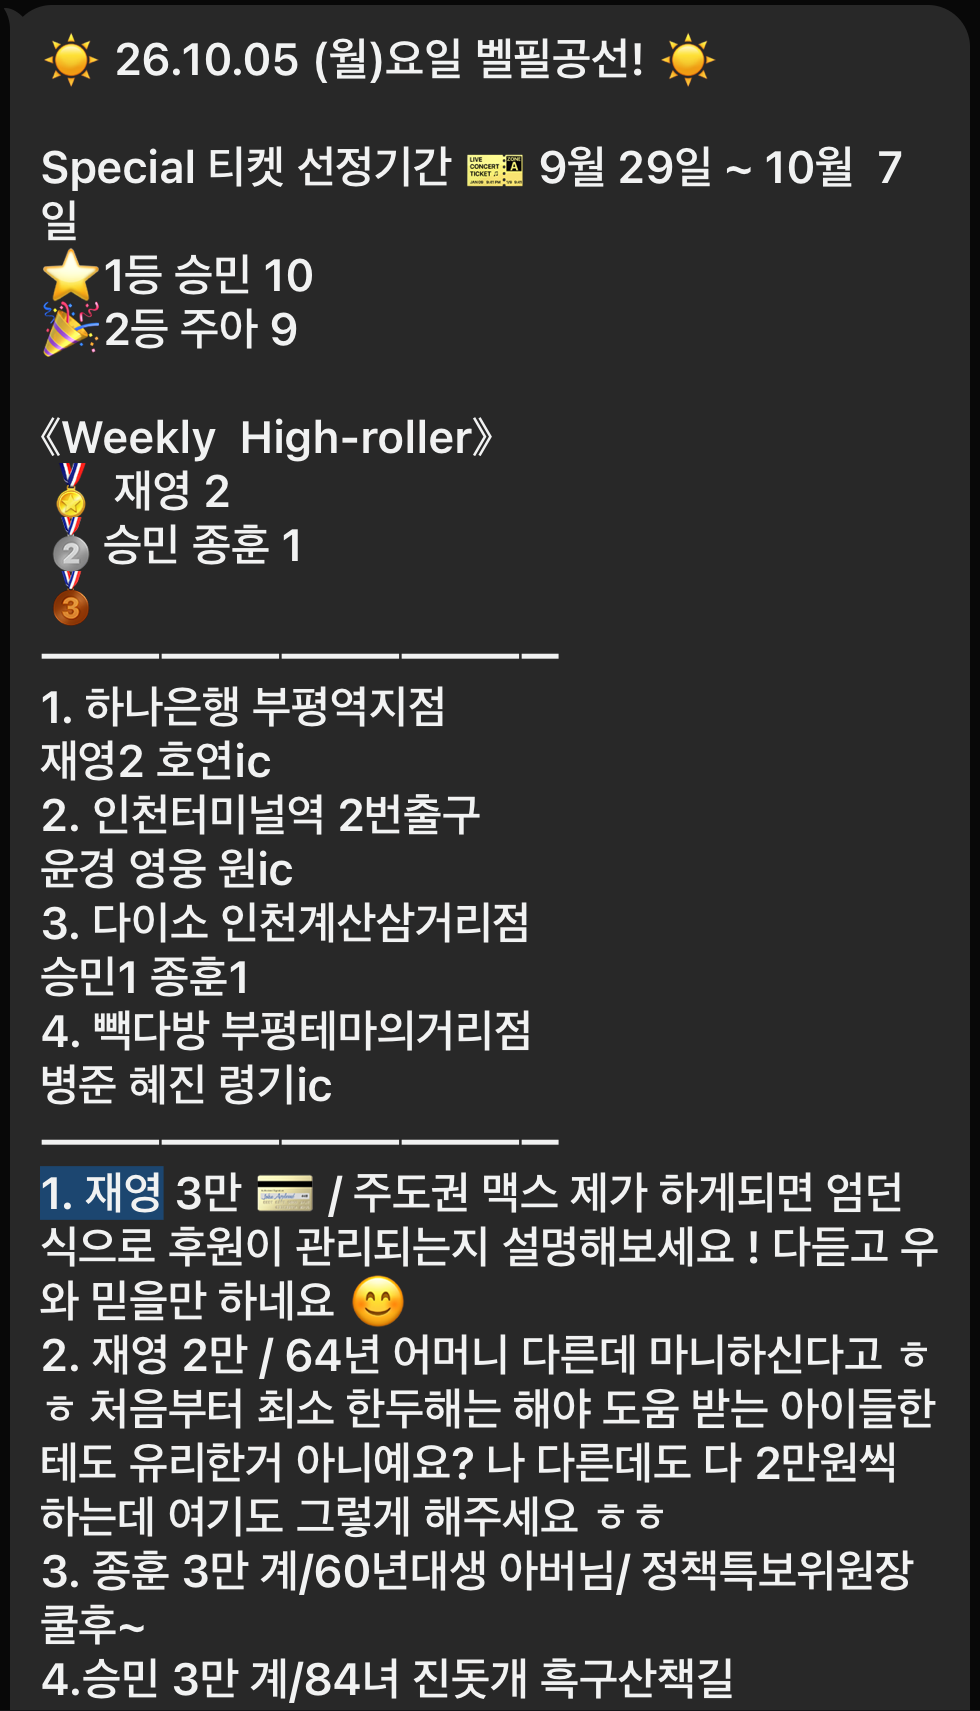 ☀️ 26.10.05 (월)요일 벨필공선! ☀️
Special 티켓 선정기간 🎫 9월 29일 ~ 10월  7
일
⭐1등 승민 10
🎉2등 주아 9
《Weekly  High-roller》
🏅 재영 2
🥈승민 종훈 1
🥉
—————————————
1. 하나은행 부평역지점
재영2 호연ic
2. 인천터미널역 2번출구
윤경 영웅 원ic
3. 다이소 인천계산삼거리점
승민1 종훈1
4. 빽다방 부평테마의거리점
병준 혜진 령기ic
—————————————
1. 재영 3만 💳 / 주도권 맥스 제가 하게되면 엄던
식으로 후원이 관리되는지 설명해보세요 ! 다듣고 우
와 믿을만 하네요 😊
2. 재영 2만 / 64년 어머니 다른데 마니하신다고 ㅎ
ㅎ 처음부터 최소 한두해는 해야 도움 받는 아이들한
테도 유리한거 아니예요? 나 다른데도 다 2만원씩
하는데 여기도 그렇게 해주세요 ㅎㅎ
3. 종훈 3만 계/60년대생 아버님/ 정책특보위원장
쿨후~
4.승민 3만 계/84녀 진돗개 흑구산책길